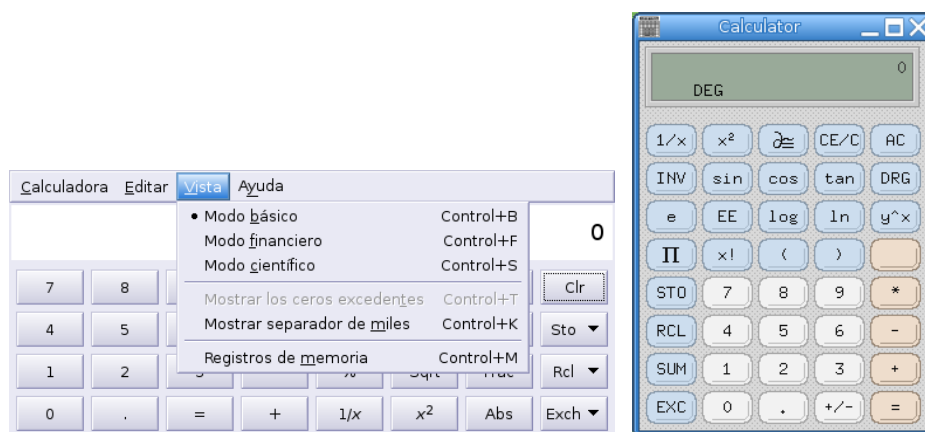 Calculator
0
DEG
1/x x² CE/C AC
INV sin cos tan DRG
e EE log ln y^x
Π x! ( )
STO 7 8 9 *
RCL 4 5 6 -
SUM 1 2 3 +
EXC 0 . +/- =
Calculadora Editar Vista Ayuda
• Modo básico Control+B
Modo financiero Control+F
Modo científico Control+S
Mostrar los ceros excedentes Control+T
Mostrar separador de miles Control+K
Registros de memoria Control+M
0
7 8 Clr
4 5 Sto
1 2 Rcl
0 . = + 1/x x² Abs Exch